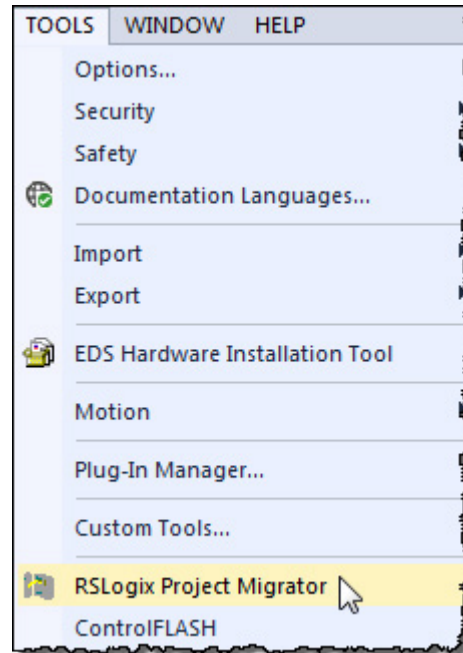 TOOLS WINDOW HELP
Options...
Security
Safety
Documentation Languages...
Import
Export
EDS Hardware Installation Tool
Motion
Plug-In Manager...
Custom Tools...
RSLogix Project Migrator
ControlFLASH